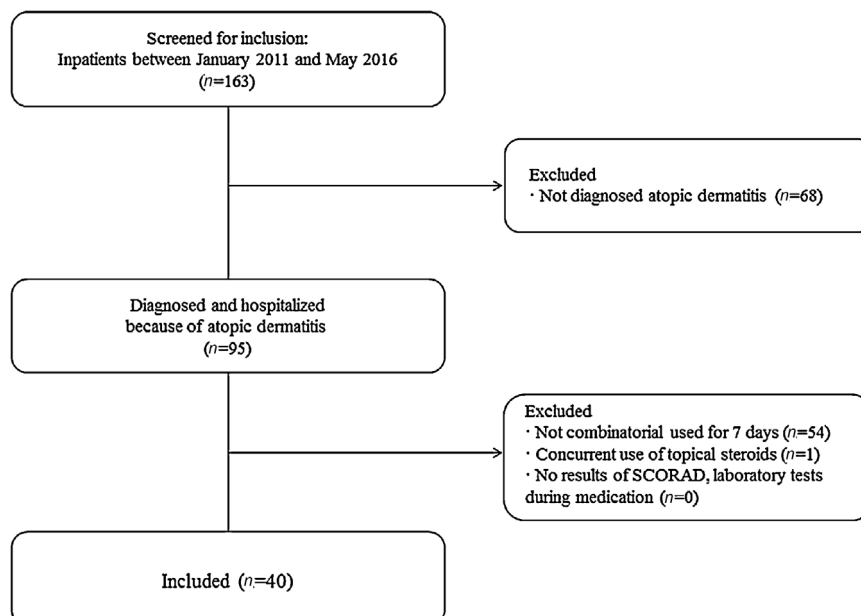 Screened for inclusion:
Inpatients between January 2011 and May 2016
(n=163)
Excluded
· Not diagnosed atopic dermatitis (n=68)
Diagnosed and hospitalized
because of atopic dermatitis
(n=95)
Excluded
· Not combinatorial used for 7 days (n=54)
· Concurrent use of topical steroids (n=1)
· No results of SCORAD, laboratory tests
during medication (n=0)
Included (n=40)